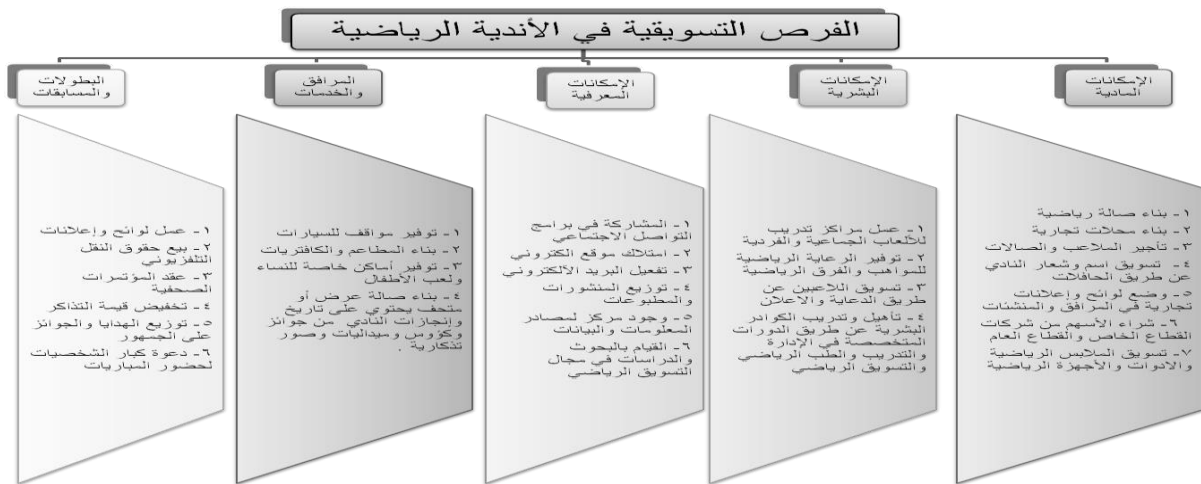 الفرص التسويقية في الأندية الرياضية
الإمكانات
المادية
١- بناء صالة رياضية
٢- بناء محلات تجارية
٣- تأجير الملاعب والصالات
٤- تسويق اسم وشعار النادي
عن طريق الحافلات
٥- وضع لوائح وإعلانات
تجارية في المرافق والمنشئات
٦- شراء الأسهم من شركات
القطاع الخاص والقطاع العام
٧- تسويق الملابس الرياضية
والادوات والأجهزة الرياضية
الإمكانات
البشرية
١- عمل مراكز تدريب
للألعاب الجماعية والفردية
٢- توفير الرعاية الرياضية
للمواهب والفرق الرياضية
٣- تسويق اللاعبين عن
طريق الدعاية والاعلان
٤- تأهيل وتدريب الكوادر
البشرية عن طريق الدورات
المتخصصة في الإدارة
والتدريب والطب الرياضي
والتسويق الرياضي
الإمكانات
المعرفية
١- المشاركة في برامج
التواصل الاجتماعي
٢- امتلاك موقع الكتروني
٣- تفعيل البريد الألكتروني
٤- توزيع المنشورات
والمطبوعات
٥- وجود مركز لمصادر
المعلومات والبيانات
٦- القيام بالبحوث
والدراسات في مجال
التسويق الرياضي
المرافق
والخدمات
١- توفير مواقف للسيارات
٢- بناء المطاعم والكافتريات
٣- توفير أماكن خاصة للنساء
ولعب الأطفال
٤- بناء صالة عرض أو
متحف يحتوي على تاريخ
وإنجازات النادي من جوائز
وكؤوس وميداليات وصور
تذكارية .
البطولات
والمسابقات
١- عمل لوائح وإعلانات
٢- بيع حقوق النقل
التلفزيوني
٣- عقد المؤتمرات
الصحفية
٤- تخفيض قيمة التذاكر
٥- توزيع الهدايا والجوائز
على الجمهور
٦- دعوة كبار الشخصيات
لحضور المباريات